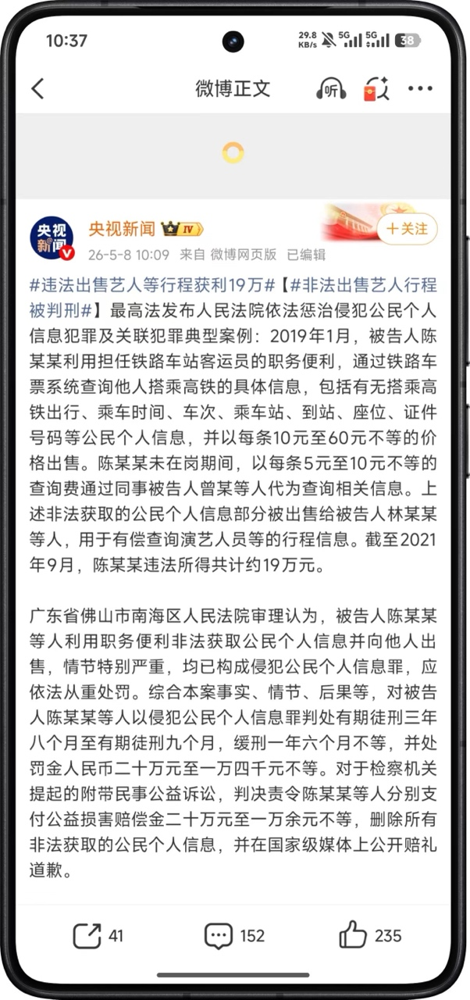 10:37
29.8 KB/s 5G 5G 38
微博正文
听
央视新闻
央视新闻 IV
V
+关注
26-5-8 10:09 来自 微博网页版 已编辑
#违法出售艺人等行程获利19万#【#非法出售艺人行程
被判刑#】最高法发布人民法院依法惩治侵犯公民个人
信息犯罪及关联犯罪典型案例：2019年1月，被告人陈
某某利用担任铁路车站客运员的职务便利，通过铁路车
票系统查询他人搭乘高铁的具体信息，包括有无搭乘高
铁出行、乘车时间、车次、乘车站、到站、座位、证件
号码等公民个人信息，并以每条10元至60元不等的价
格出售。陈某某未在岗期间，以每条5元至10元不等的
查询费通过同事被告人曾某等人代为查询相关信息。上
述非法获取的公民个人信息部分被出售给被告人林某某
等人，用于有偿查询演艺人员等的行程信息。截至2021
年9月，陈某某违法所得共计约19万元。
广东省佛山市南海区人民法院审理认为，被告人陈某某
等人利用职务便利非法获取公民个人信息并向他人出
售，情节特别严重，均已构成侵犯公民个人信息罪，应
依法从重处罚。综合本案事实、情节、后果等，对被告
人陈某某等人以侵犯公民个人信息罪判处有期徒刑三年
八个月至有期徒刑九个月，缓刑一年六个月不等，并处
罚金人民币二十万元至一万四千元不等。对于检察机关
提起的附带民事公益诉讼，判决责令陈某某等人分别支
付公益损害赔偿金二十万元至一万余元不等，删除所有
非法获取的公民个人信息，并在国家级媒体上公开赔礼
道歉。
41
152
235